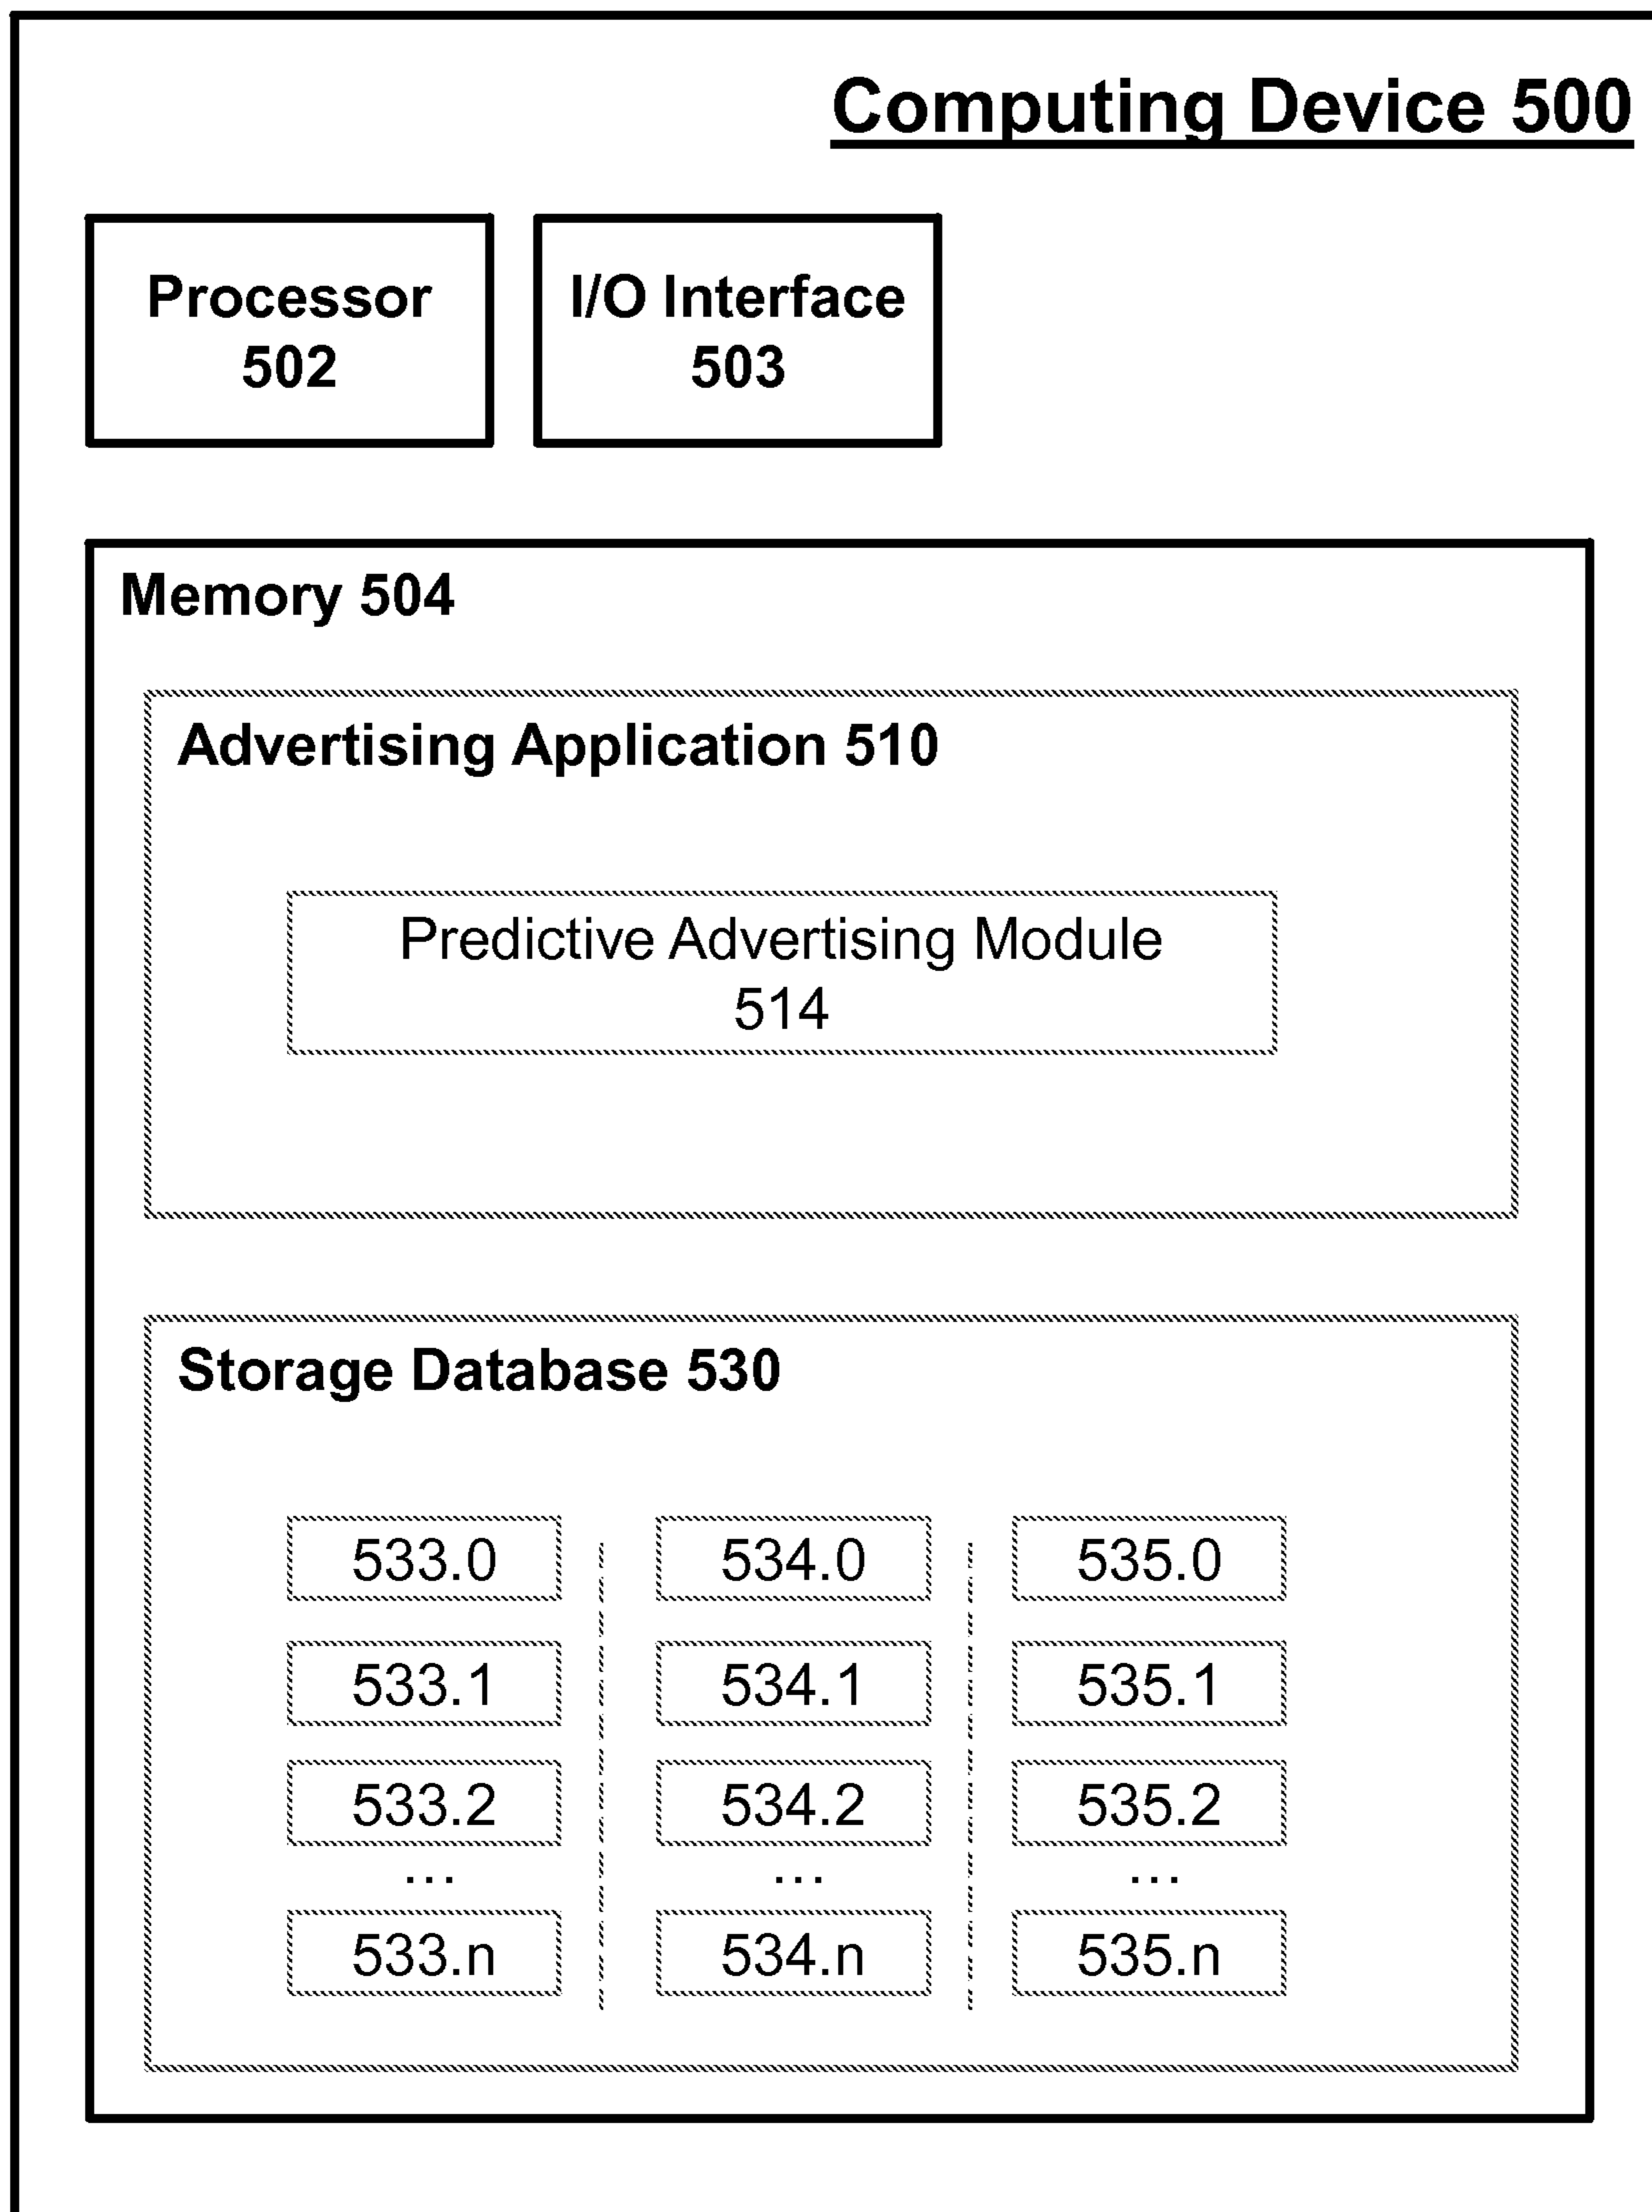 Computing Device 500
Processor
502
I/O Interface
503
Memory 504
Advertising Application 510
Predictive Advertising Module
514
Storage Database 530
533.0 534.0 535.0
533.1 534.1 535.1
533.2 534.2 535.2
... ... ...
533.n 534.n 535.n